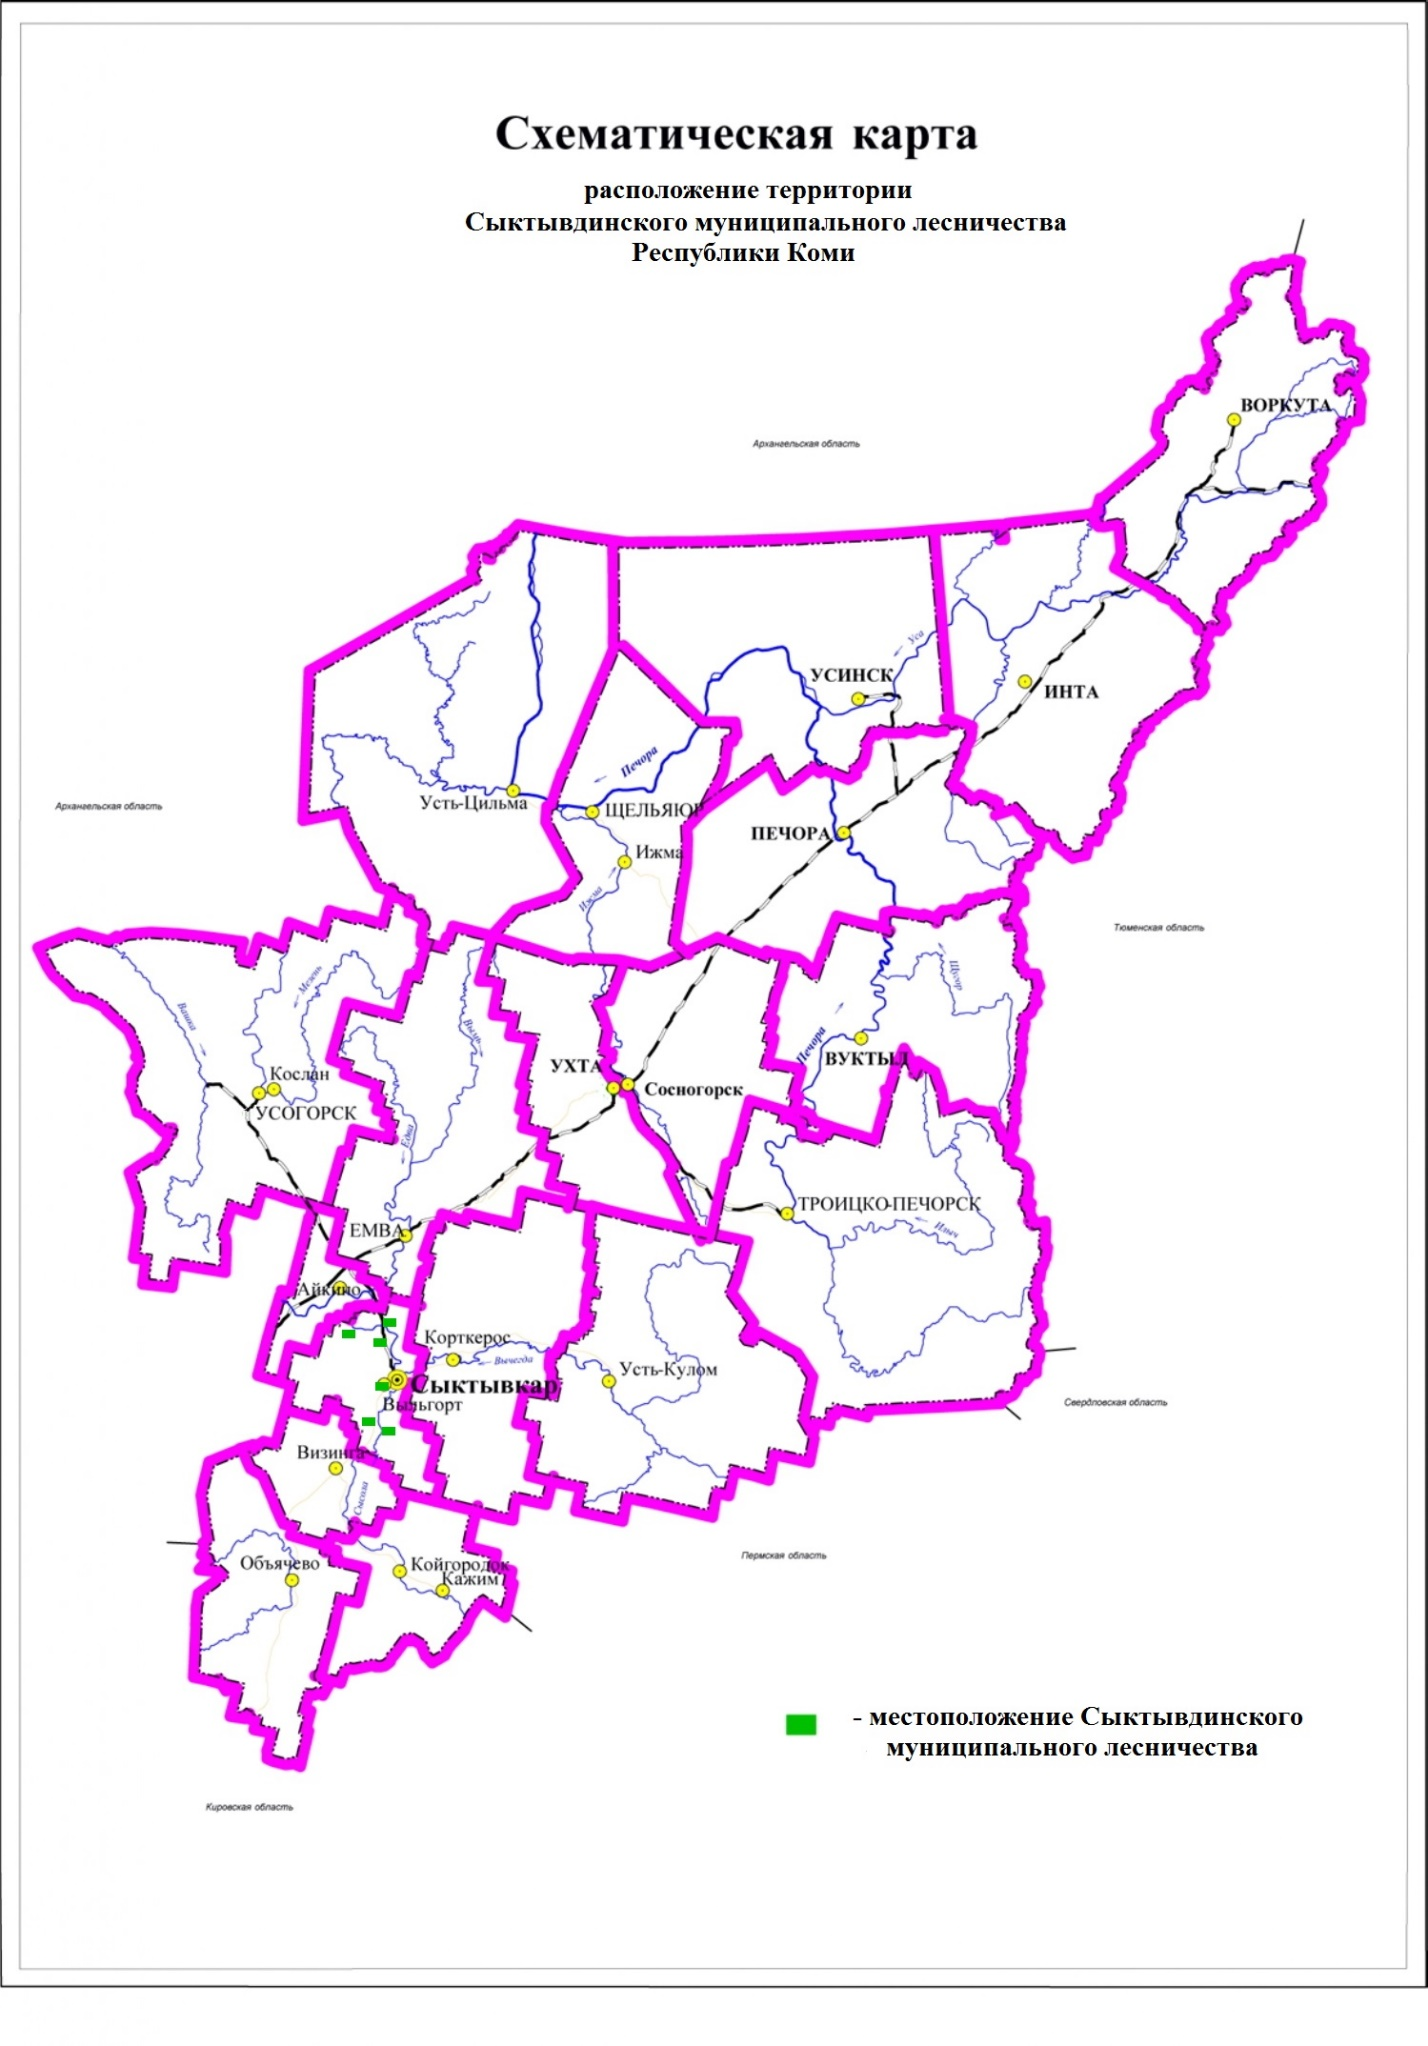 Схематическая карта
расположение территории
Сыктывдинского муниципального лесничества
Республики Коми
ВОРКУТА
Архангельская область
Уса
УСИНСК
ИНТА
Печора
Усть-Цильма
ЩЕЛЬЯЮР
Архангельская область
ПЕЧОРА
Ижма
Ижма
Тюменская область
Мезень
Щугор
Вашка
Вымь
Печора
ВУКТЫЛ
УХТА
Кослан
Сосногорск
УСОГОРСК
Елва
ТРОИЦКО-ПЕЧОРСК
Илыч
ЕМВА
Айкино
Корткерос
Вычегда
Усть-Кулом
Сыктывкар
Выльгорт
Свердловская область
Визинга
Сысола
Пермская область
Объячево
Койгородок
Кажим
- местоположение Сыктывдинского
муниципального лесничества
Кировская область